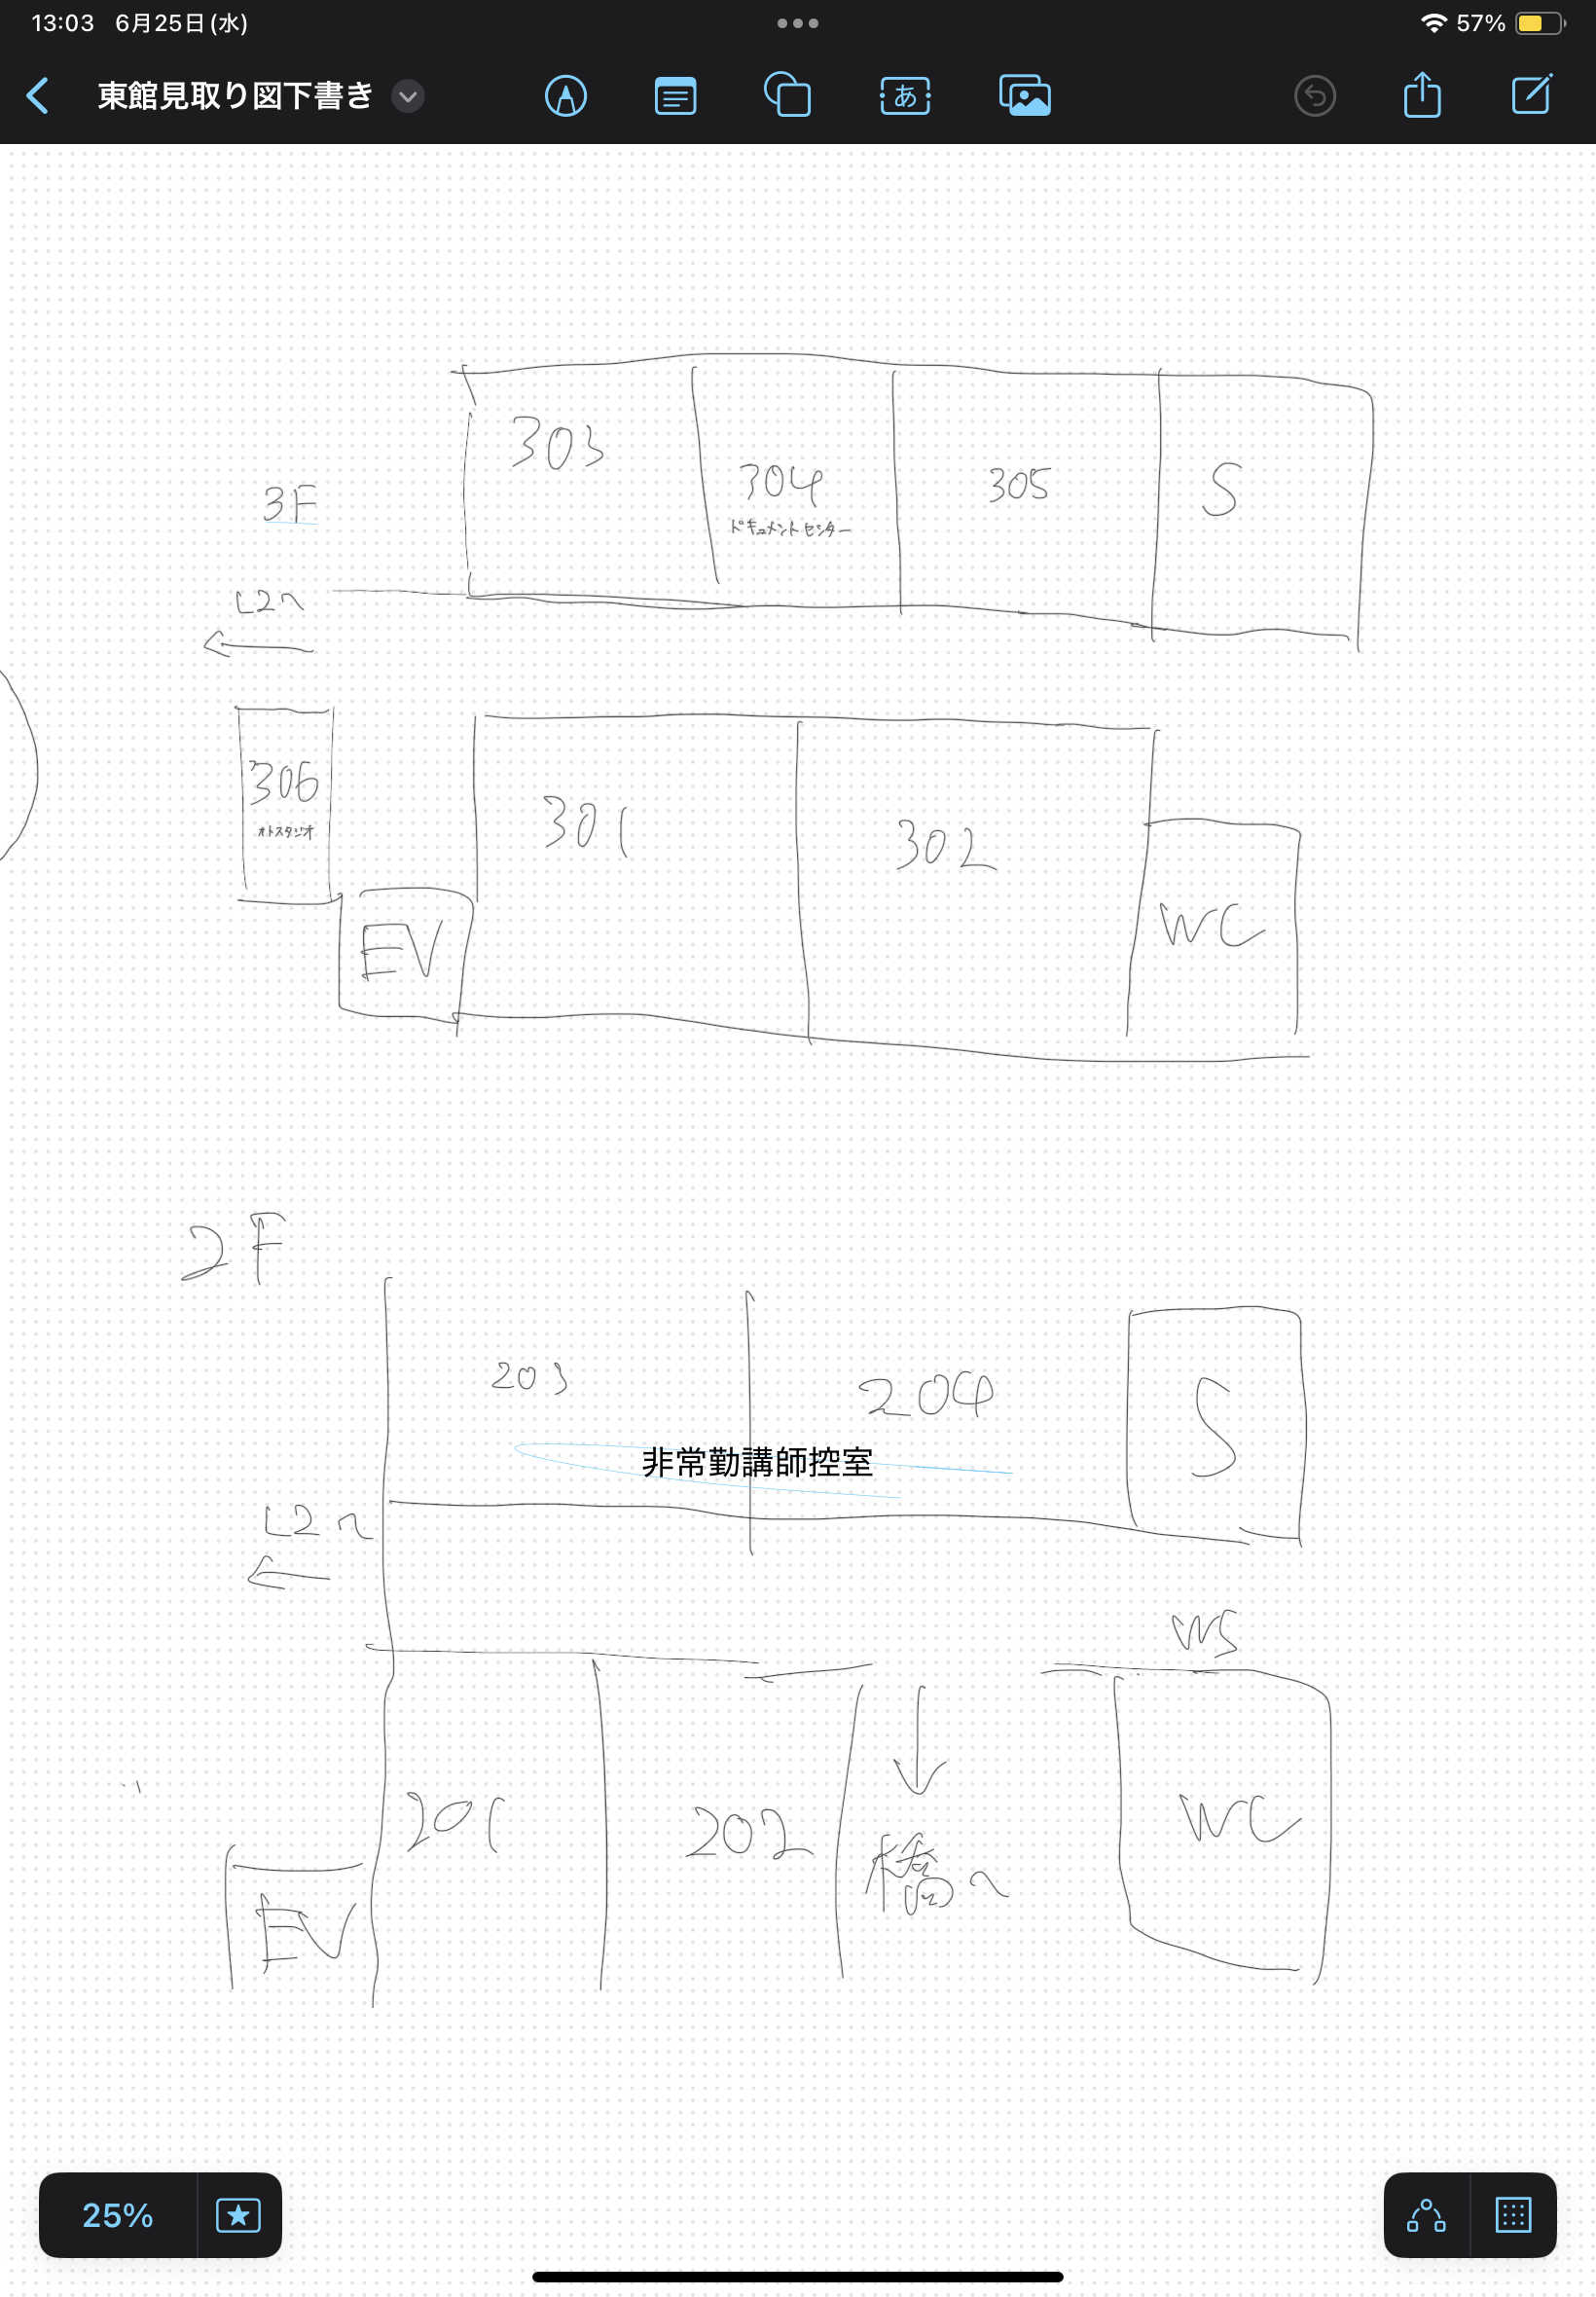 13:03 6月25日(水)
57%
東館見取り図下書き
あ
303
304
305
S
3F
ドキュメントセンター
L2へ
306
オトスタジオ
301
302
EV
WC
2F
203
204
S
非常勤講師控室
L2へ
WS
201
202
橋へ
WC
EV
25%